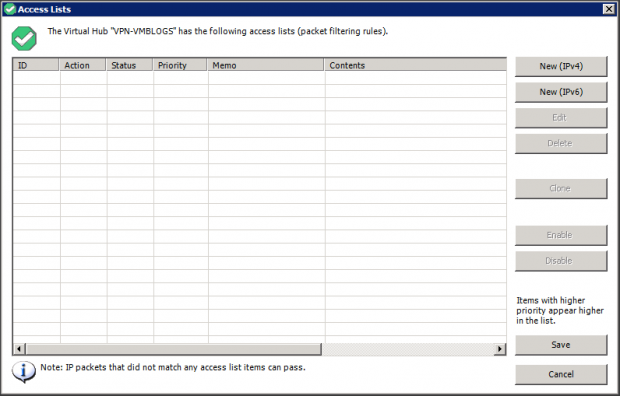 Access Lists
The Virtual Hub "VPN-VMBLOGS" has the following access lists (packet filtering rules).
ID Action Status Priority Memo Contents
New (IPv4)
New (IPv6)
Edit
Delete
Clone
Enable
Disable
Items with higher
priority appear higher
in the list.
Save
Note: IP packets that did not match any access list items can pass.
Cancel